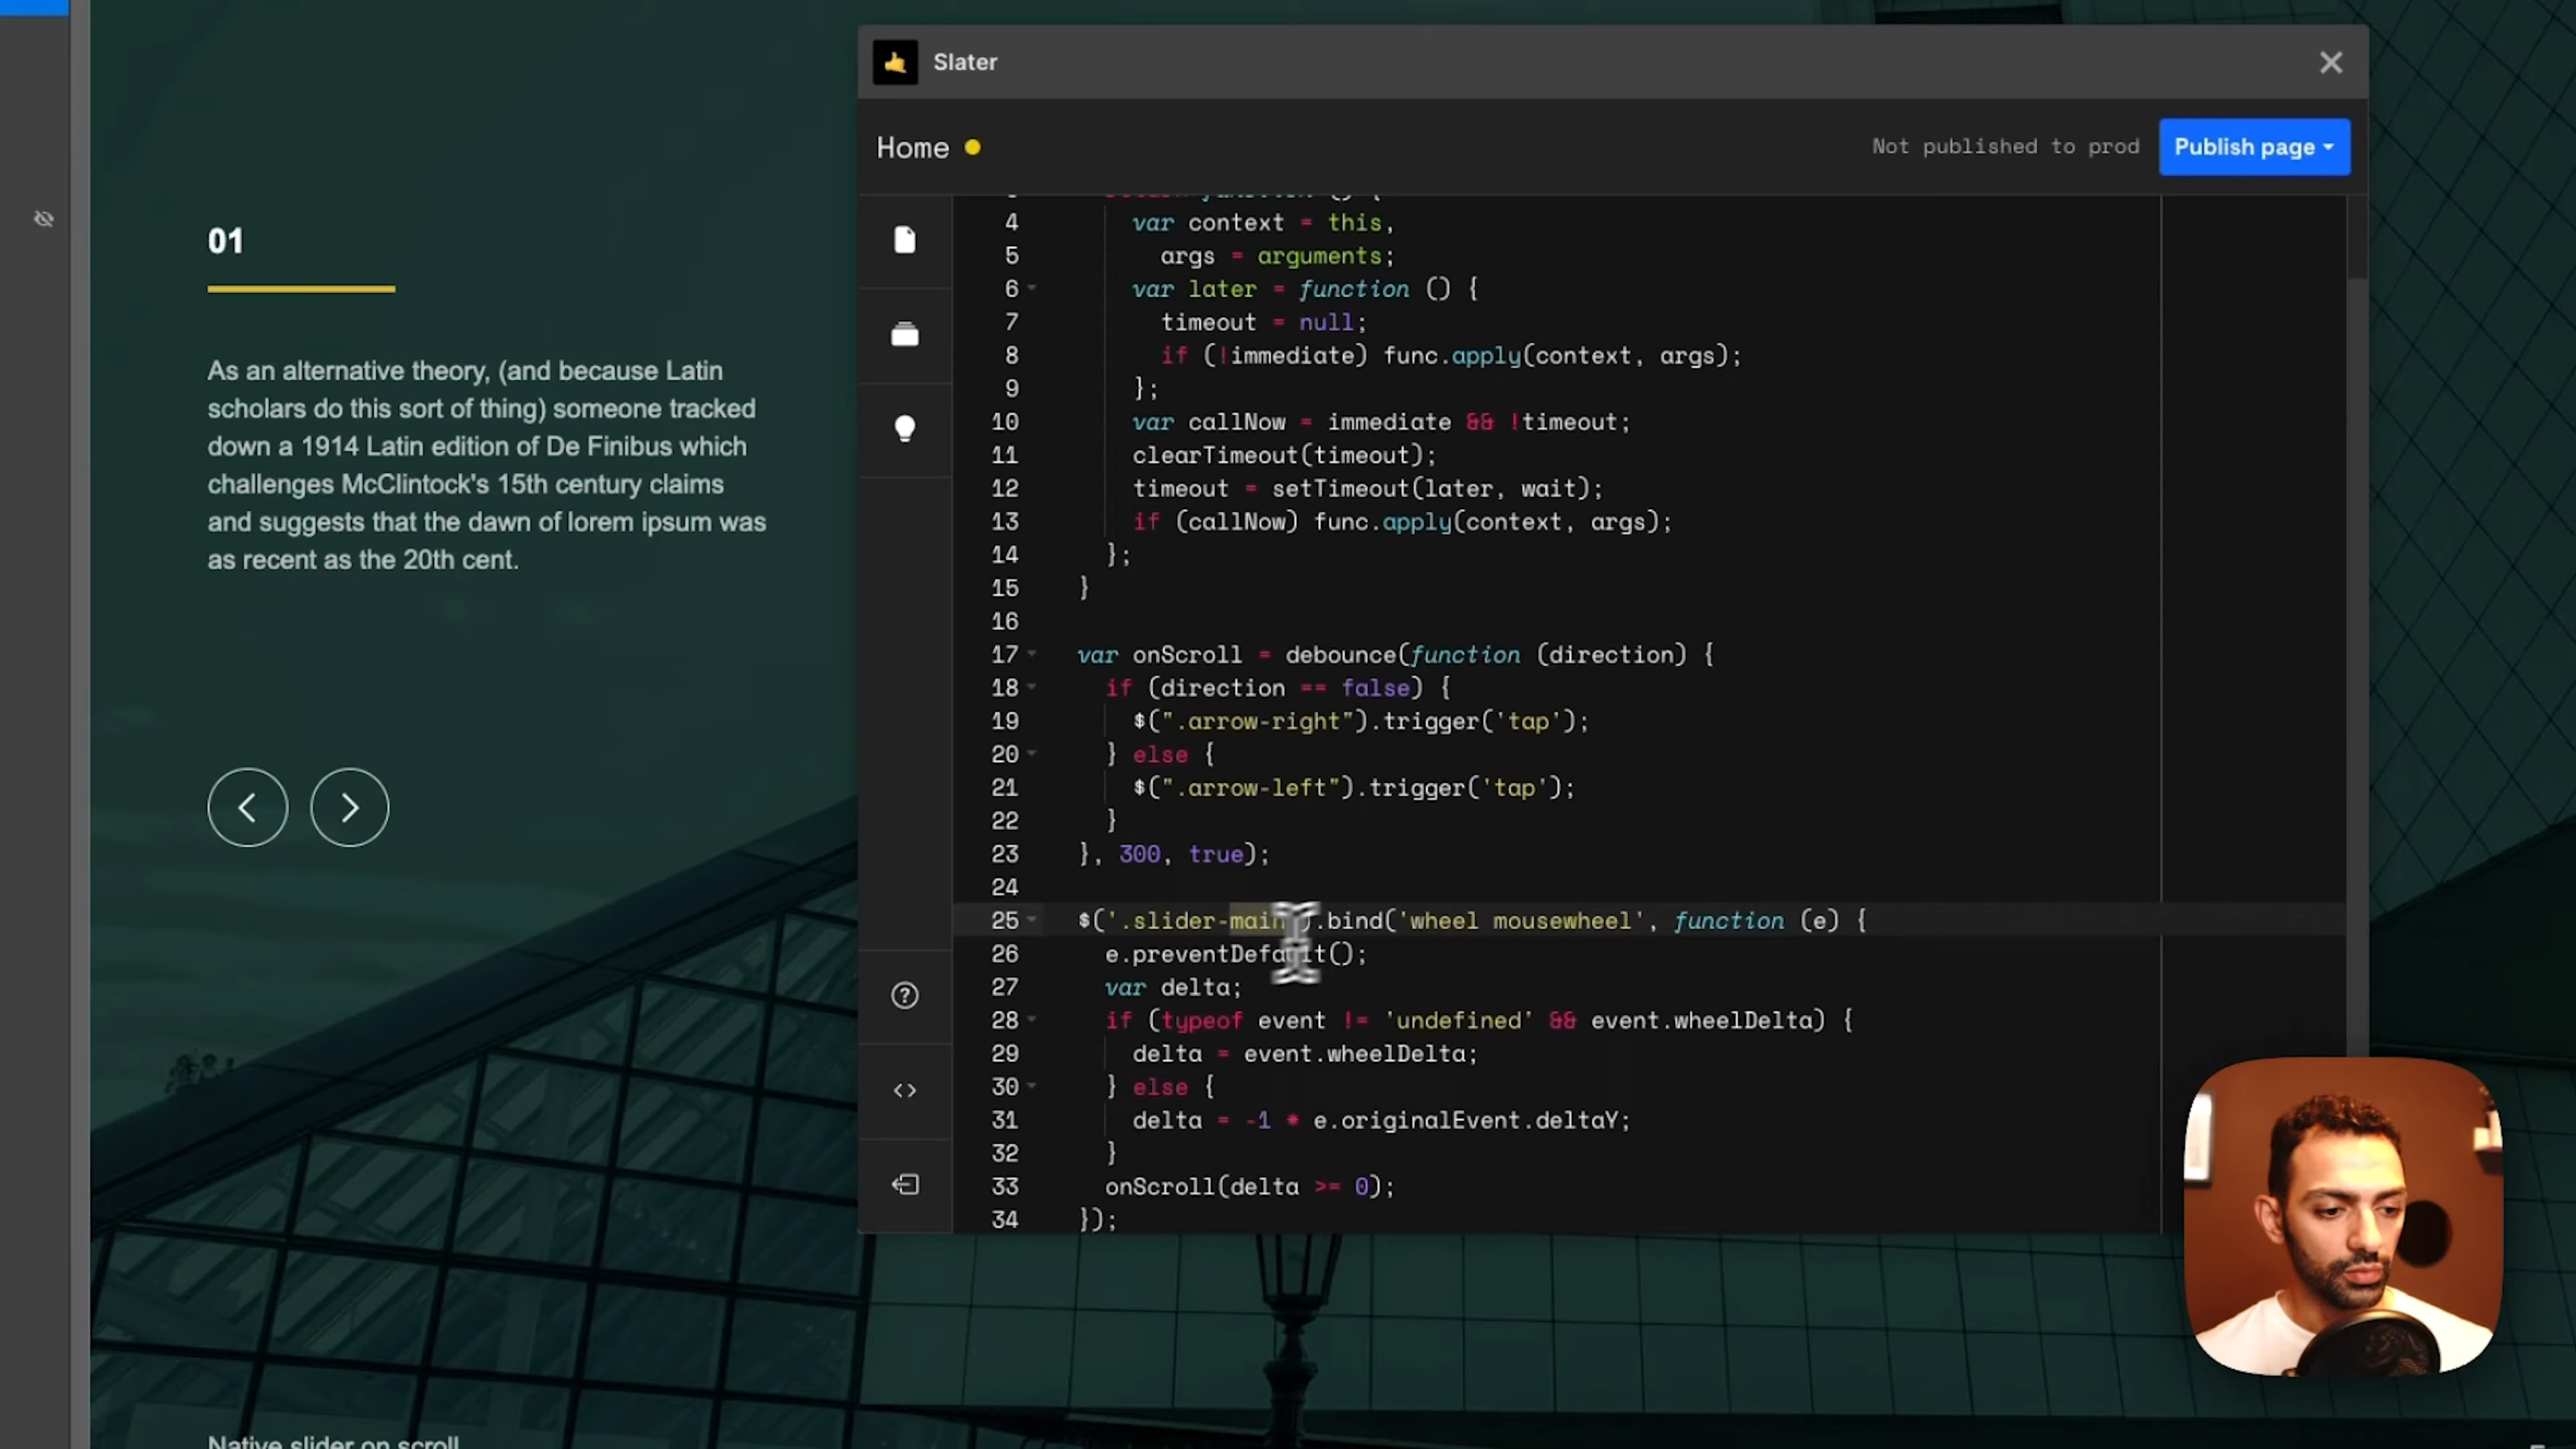 Slater
Home
Not published to prod
Publish page
01
As an alternative theory, (and because Latin
scholars do this sort of thing) someone tracked
down a 1914 Latin edition of De Finibus which
challenges McClintock's 15th century claims
and suggests that the dawn of lorem ipsum was
as recent as the 20th cent.
4 var context = this,
5 args = arguments;
6 var later = function () {
7 timeout = null;
8 if (!immediate) func.apply(context, args);
9 };
10 var callNow = immediate && !timeout;
11 clearTimeout(timeout);
12 timeout = setTimeout(later, wait);
13 if (callNow) func.apply(context, args);
14 };
15 }
16
17 var onScroll = debounce(function (direction) {
18 if (direction == false) {
19 $(".arrow-right").trigger('tap');
20 } else {
21 $(".arrow-left").trigger('tap');
22 }
23 }, 300, true);
24
25 $('.slider-main').bind('wheel mousewheel', function (e) {
26 e.preventDefault();
27 var delta;
28 if (typeof event != 'undefined' && event.wheelDelta) {
29 delta = event.wheelDelta;
30 } else {
31 delta = -1 * e.originalEvent.deltaY;
32 }
33 onScroll(delta >= 0);
34 });
Native slider on scroll